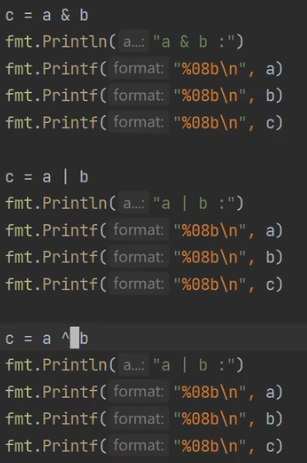 c = a & b
fmt.Println( a...: "a & b :")
fmt.Printf( format: "%08b\n", a)
fmt.Printf( format: "%08b\n", b)
fmt.Printf( format: "%08b\n", c)
c = a | b
fmt.Println( a...: "a | b :")
fmt.Printf( format: "%08b\n", a)
fmt.Printf( format: "%08b\n", b)
fmt.Printf( format: "%08b\n", c)
c = a ^ b
fmt.Println( a...: "a | b :")
fmt.Printf( format: "%08b\n", a)
fmt.Printf( format: "%08b\n", b)
fmt.Printf( format: "%08b\n", c)